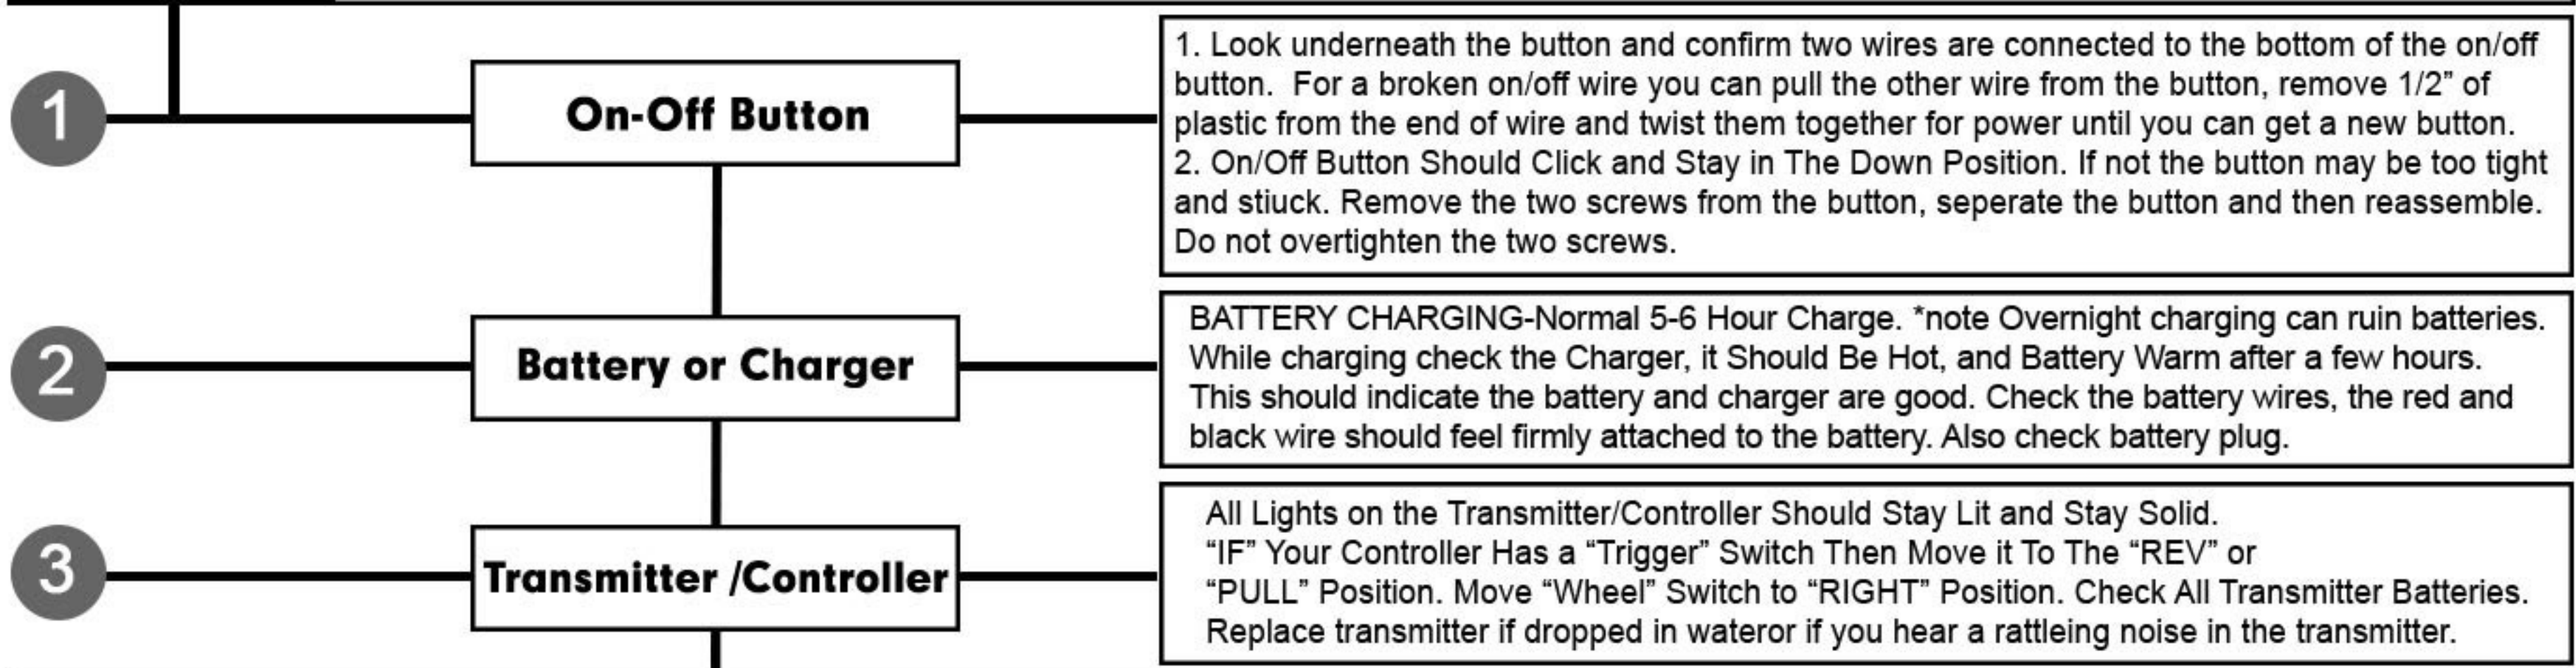 1
On-Off Button
1. Look underneath the button and confirm two wires are connected to the bottom of the on/off
button.  For a broken on/off wire you can pull the other wire from the button, remove 1/2” of
plastic from the end of wire and twist them together for power until you can get a new button.
2. On/Off Button Should Click and Stay in The Down Position. If not the button may be too tight
and stiuck. Remove the two screws from the button, seperate the button and then reassemble.
Do not overtighten the two screws.
2
Battery or Charger
BATTERY CHARGING-Normal 5-6 Hour Charge. *note Overnight charging can ruin batteries.
While charging check the Charger, it Should Be Hot, and Battery Warm after a few hours.
This should indicate the battery and charger are good. Check the battery wires, the red and
black wire should feel firmly attached to the battery. Also check battery plug.
3
Transmitter /Controller
All Lights on the Transmitter/Controller Should Stay Lit and Stay Solid.
“IF” Your Controller Has a “Trigger” Switch Then Move it To The “REV” or
“PULL” Position. Move “Wheel” Switch to “RIGHT” Position. Check All Transmitter Batteries.
Replace transmitter if dropped in wateror if you hear a rattleing noise in the transmitter.